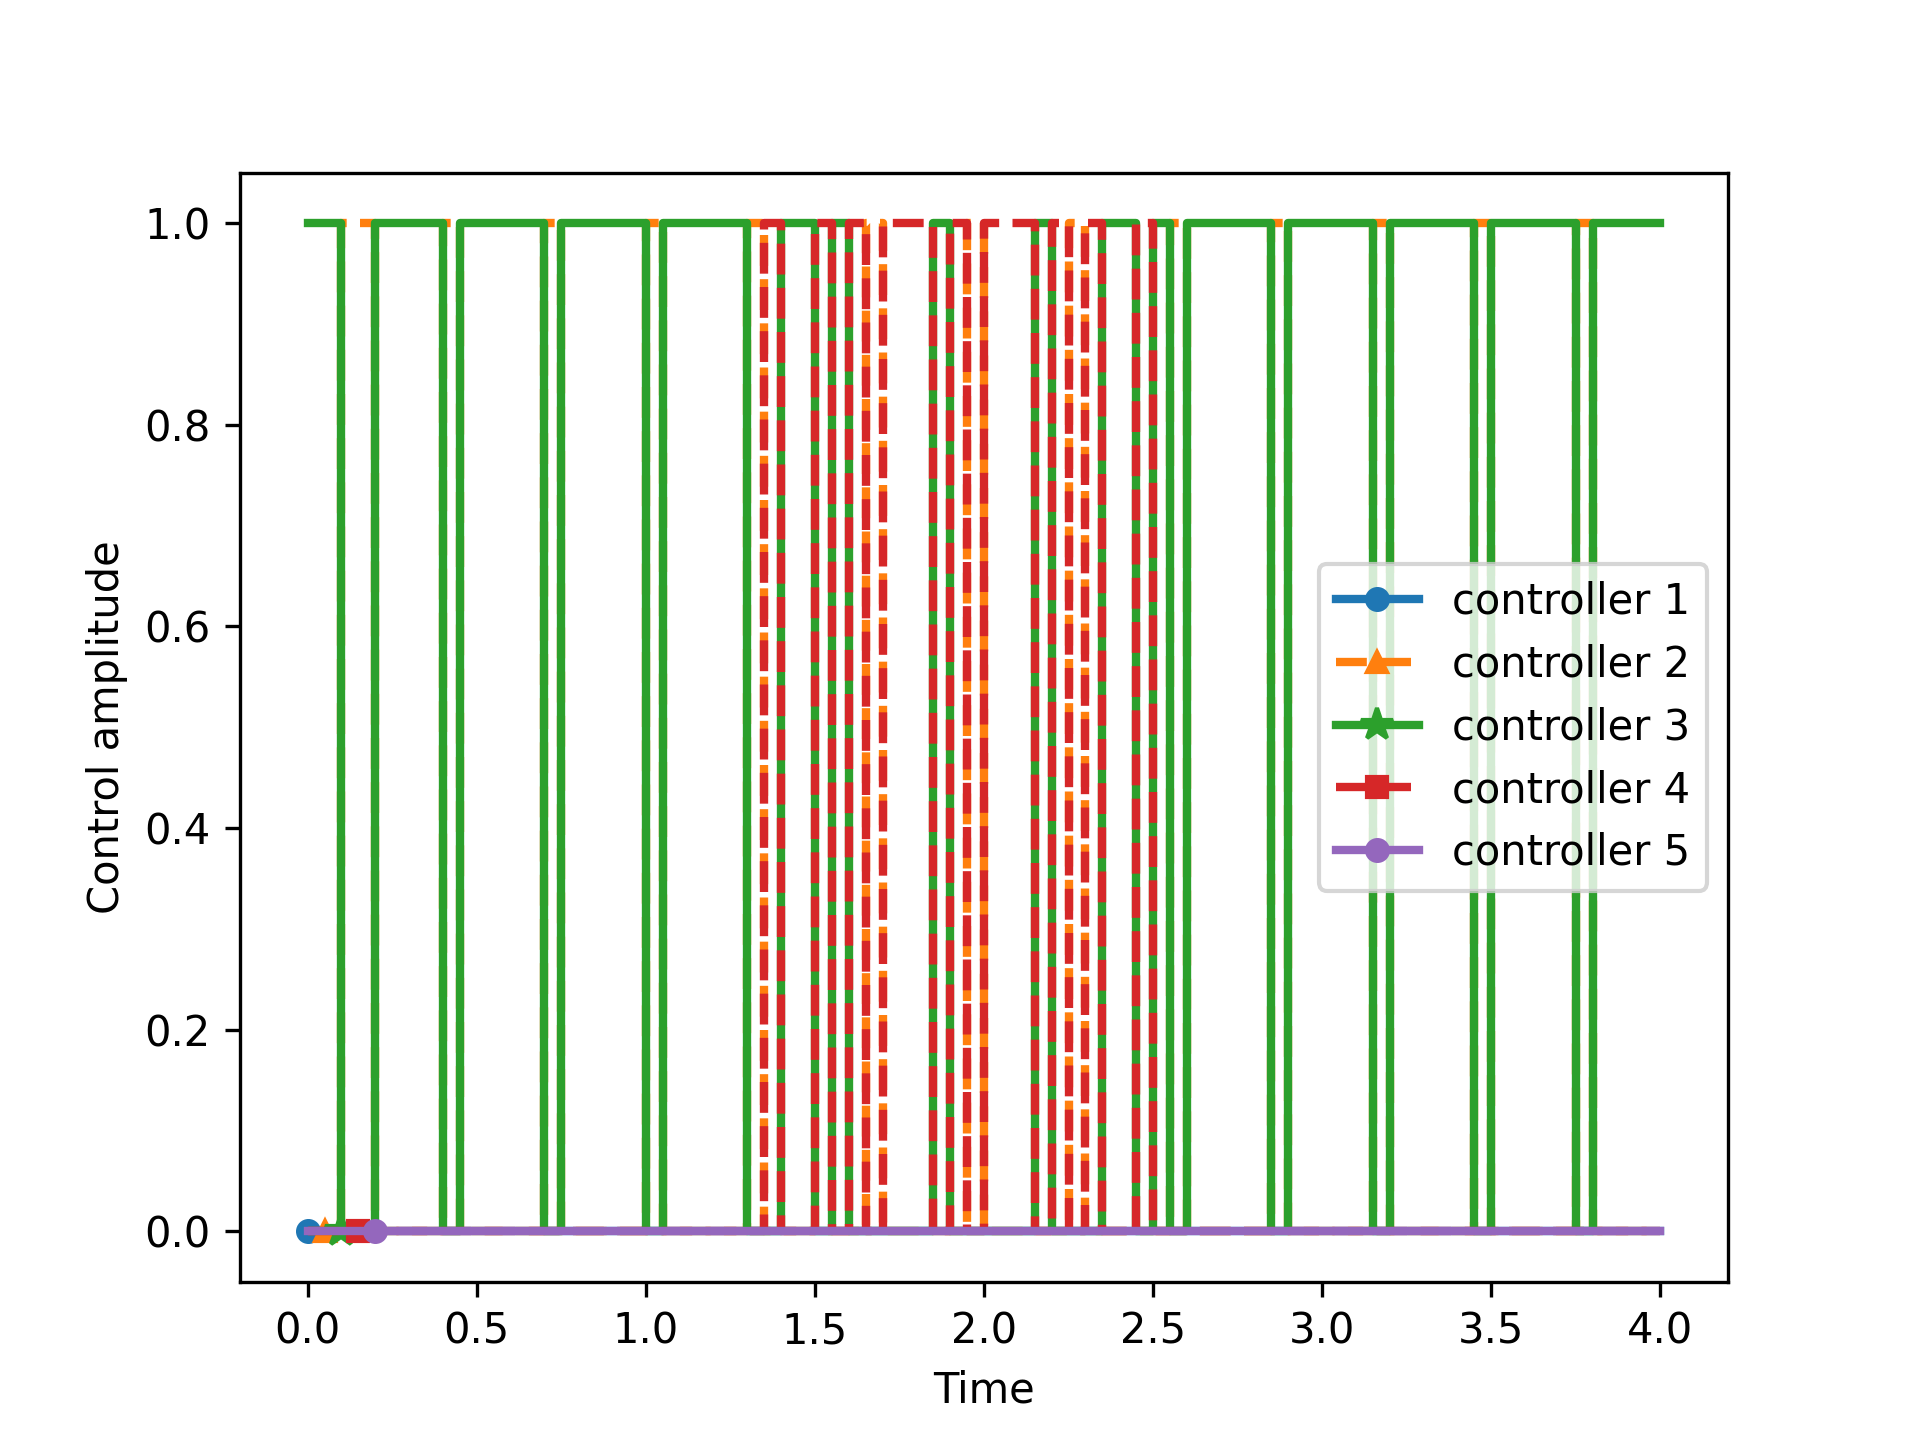 1.0
0.8
0.6
0.4
0.2
0.0
Control amplitude
controller 1
controller 2
controller 3
controller 4
controller 5
0.0 0.5 1.0 1.5 2.0 2.5 3.0 3.5 4.0
Time